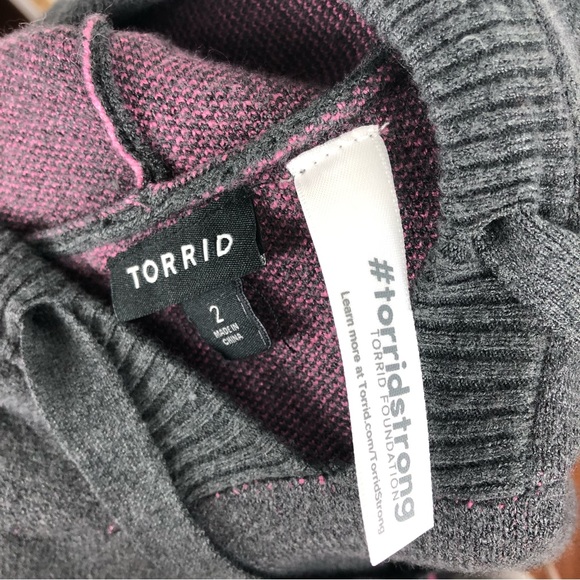 TORRID
2
MADE IN
CHINA
#torridstrong
TORRID FOUNDATION
Learn more at Torrid.com/TorridStrong